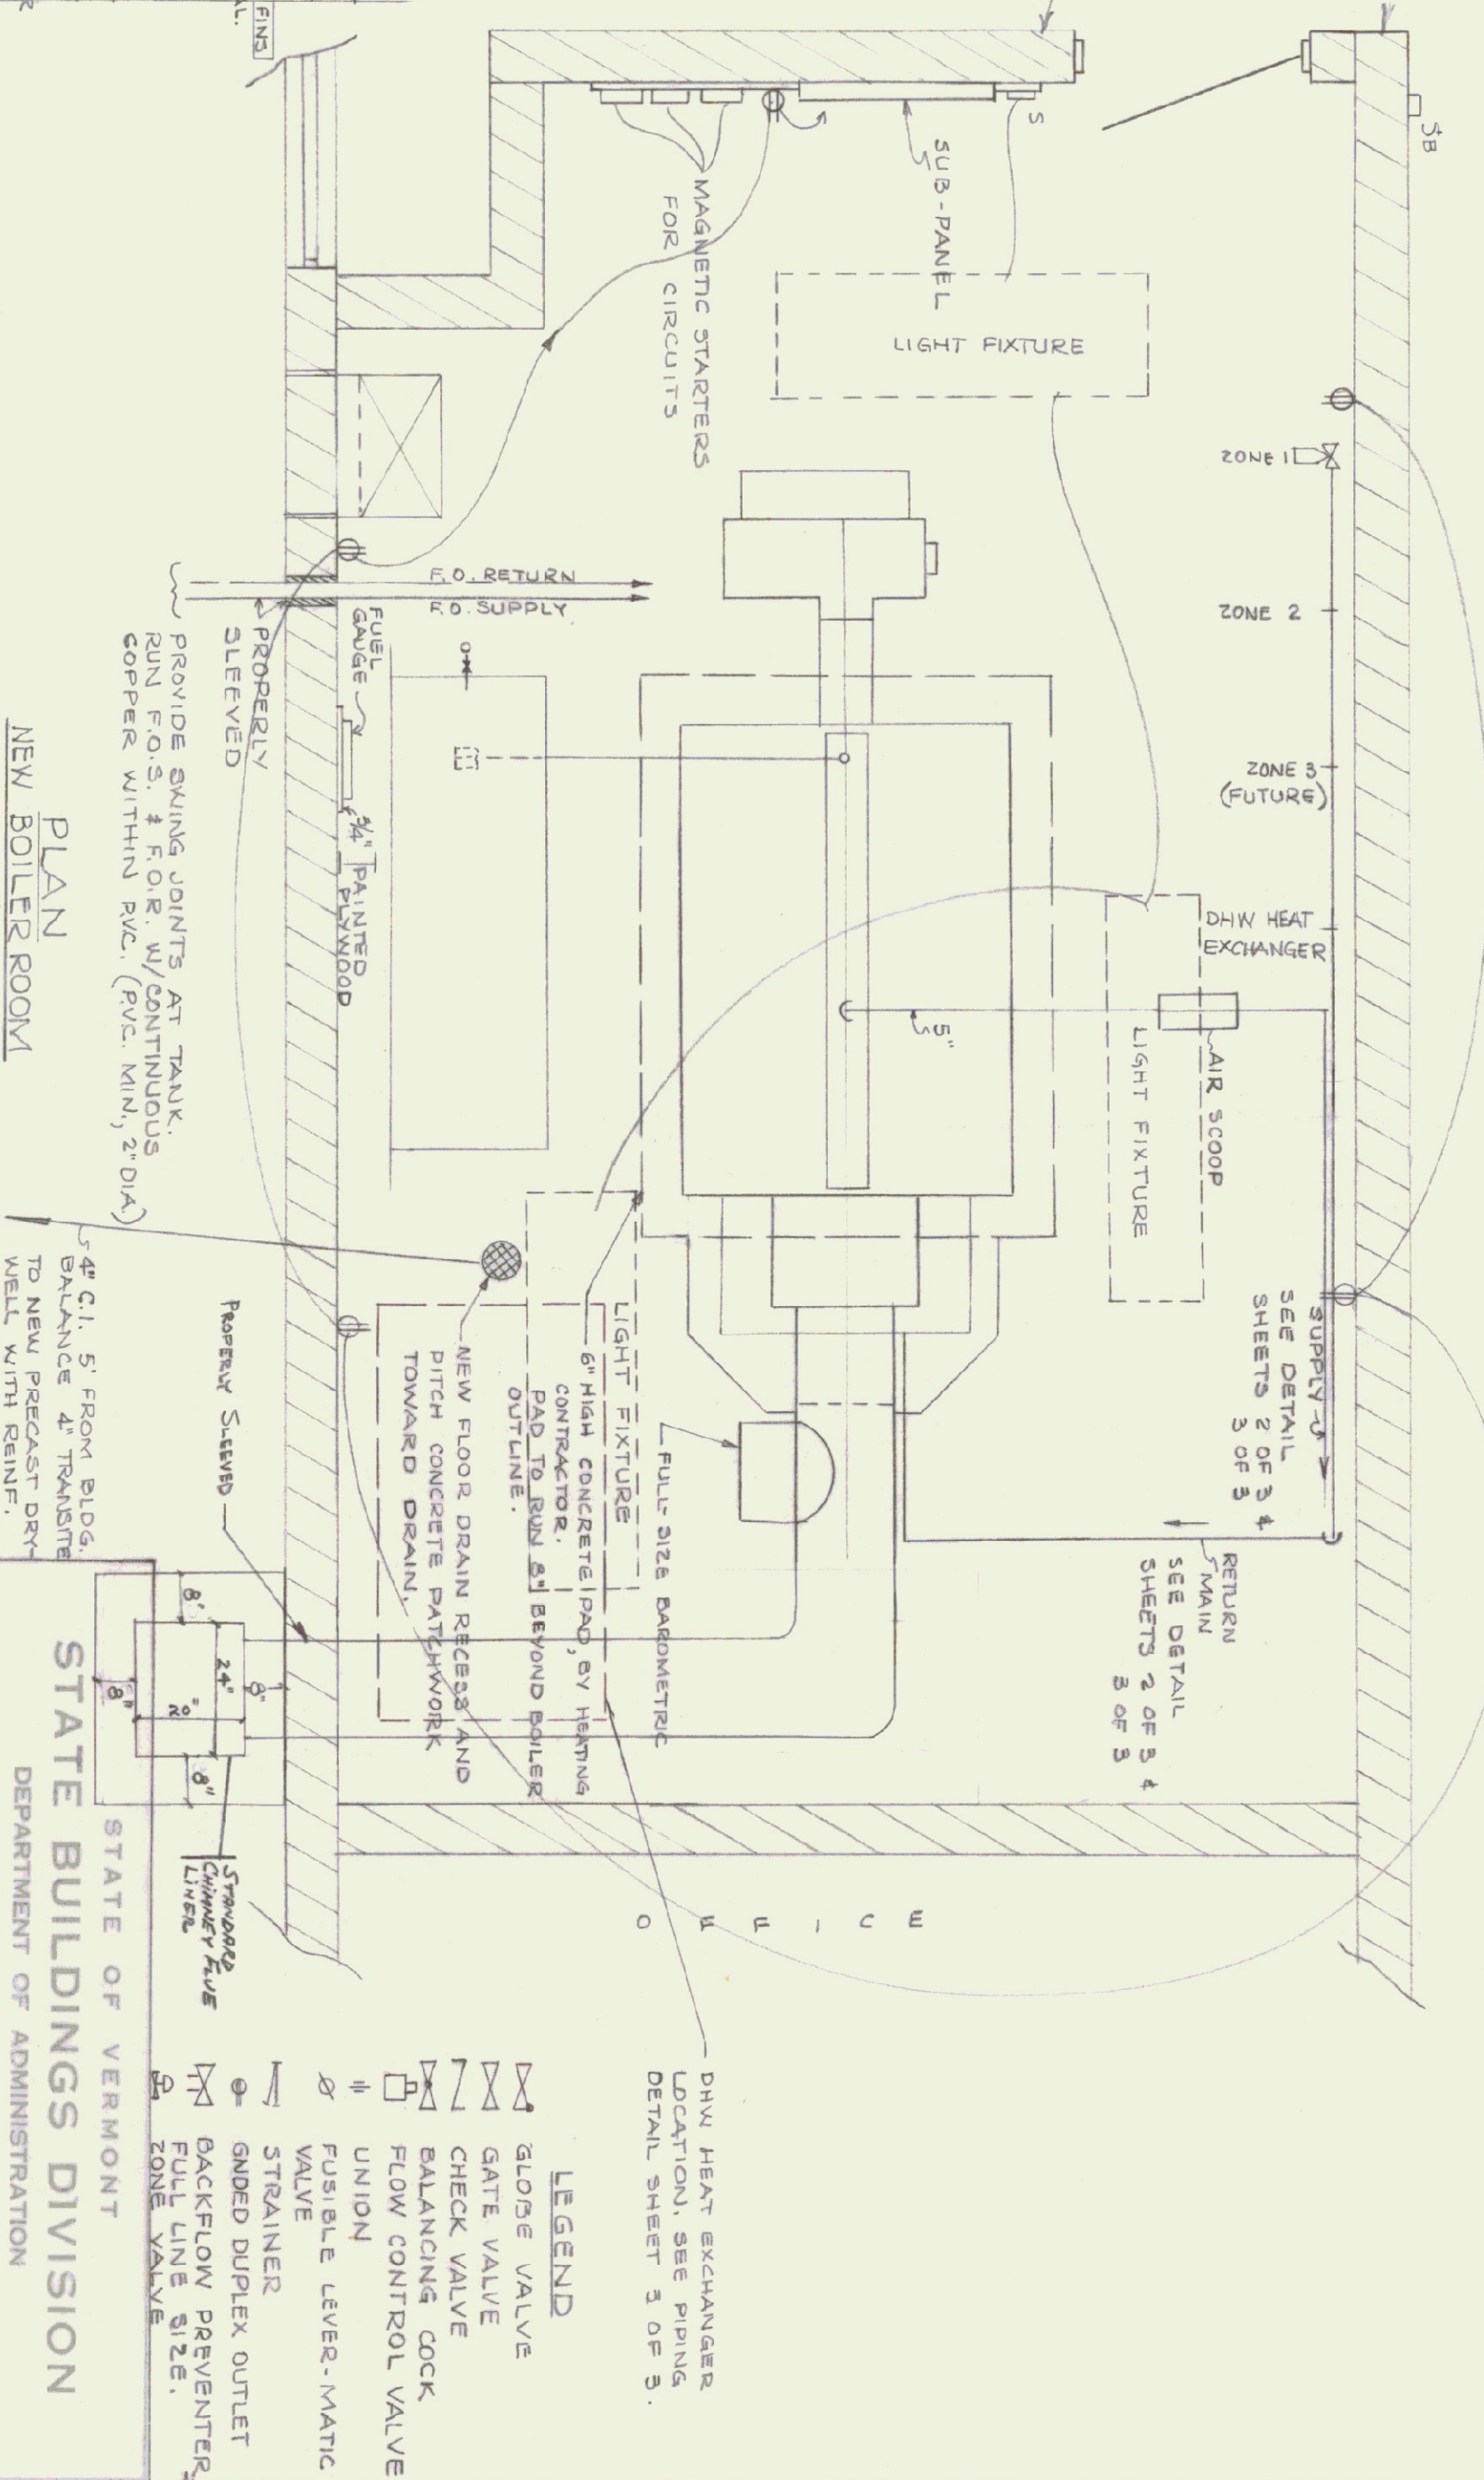 FINS
AL.
JB
S
SUB-PANEL
MAGNETIC STARTERS
FOR CIRCUITS
LIGHT FIXTURE
ZONE 1
ZONE 2
ZONE 3
(FUTURE)
DHW HEAT
EXCHANGER
AIR SCOOP
LIGHT FIXTURE
5"
SUPPLY
SEE DETAIL
SHEETS 2 OF 3 &
3 OF 3
RETURN
MAIN
SEE DETAIL
SHEETS 2 OF 3 &
3 OF 3
F.O. RETURN
F.O. SUPPLY
FUEL
GAUGE
3/4" PAINTED
PLYWOOD
PROPERLY
SLEEVED
PROVIDE SWING JOINTS AT TANK.
RUN F.O.S. & F.O.R. W/CONTINUOUS
COPPER WITHIN P.V.C. (P.V.C. MIN., 2" DIA.)
PLAN
NEW BOILER ROOM
FULL SIZE BAROMETRIC
LIGHT FIXTURE
6" HIGH CONCRETE PAD, BY HEATING
CONTRACTOR.
PAD TO RUN 8" BEYOND BOILER
OUTLINE.
NEW FLOOR DRAIN RECESS AND
PITCH CONCRETE PATCHWORK
TOWARD DRAIN.
4" C.I. 5' FROM BLDG.
BALANCE 4" TRANSITE
TO NEW PRECAST DRY-
WELL WITH REINF.
PROPERLY SLEEVED
8"
24"
8"
20"
8"
8"
STANDARD
CHIMNEY FLUE
LINER
OFFICE
DHW HEAT EXCHANGER
LOCATION, SEE PIPING
DETAIL SHEET 3 OF 3.
LEGEND
GLOBE VALVE
GATE VALVE
CHECK VALVE
BALANCING COCK
FLOW CONTROL VALVE
UNION
FUSIBLE LEVER-MATIC
VALVE
STRAINER
GNDED DUPLEX OUTLET
BACKFLOW PREVENTER,
FULL LINE SIZE.
ZONE VALVE
STATE OF VERMONT
STATE BUILDINGS DIVISION
DEPARTMENT OF ADMINISTRATION